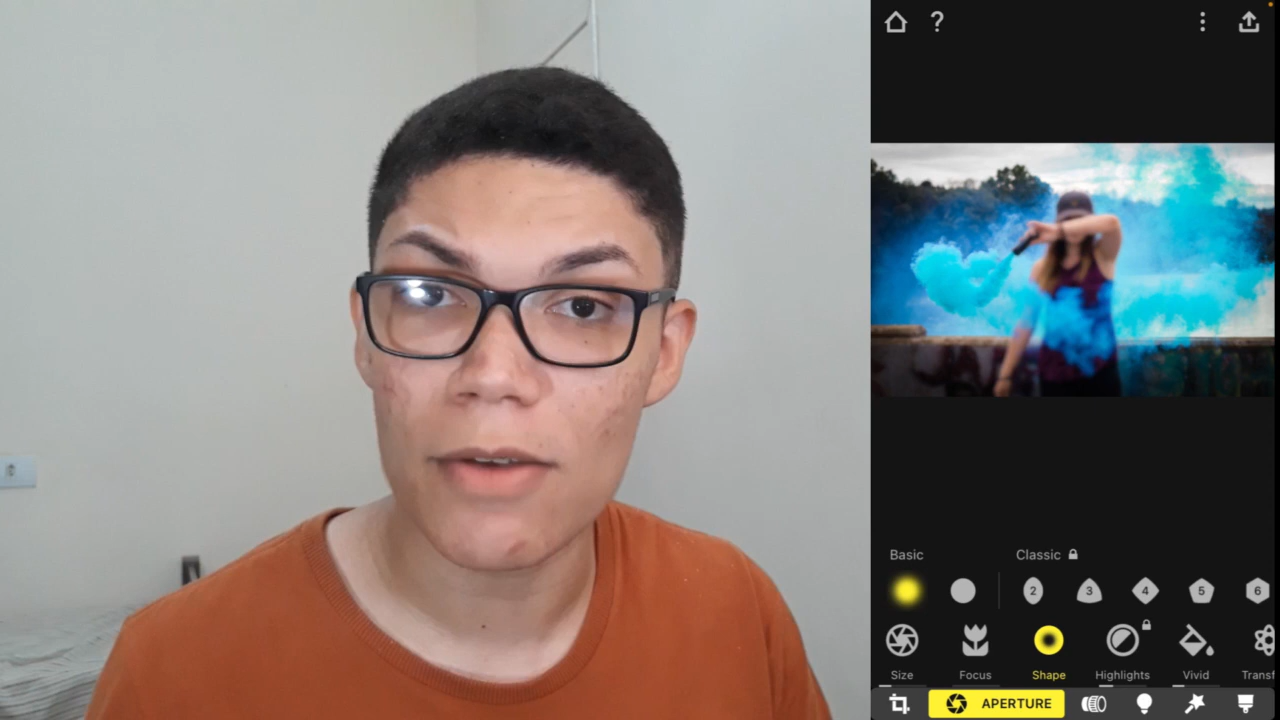 ?
Basic Classic
2 3 4 5 6
Size Focus Shape Highlights Vivid Transf
APERTURE